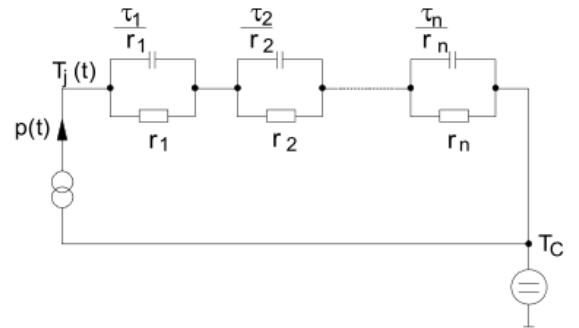 τ1 τ2 τn
r1 r2 rn
Tj (t)
p(t)
r1 r2 rn
TC